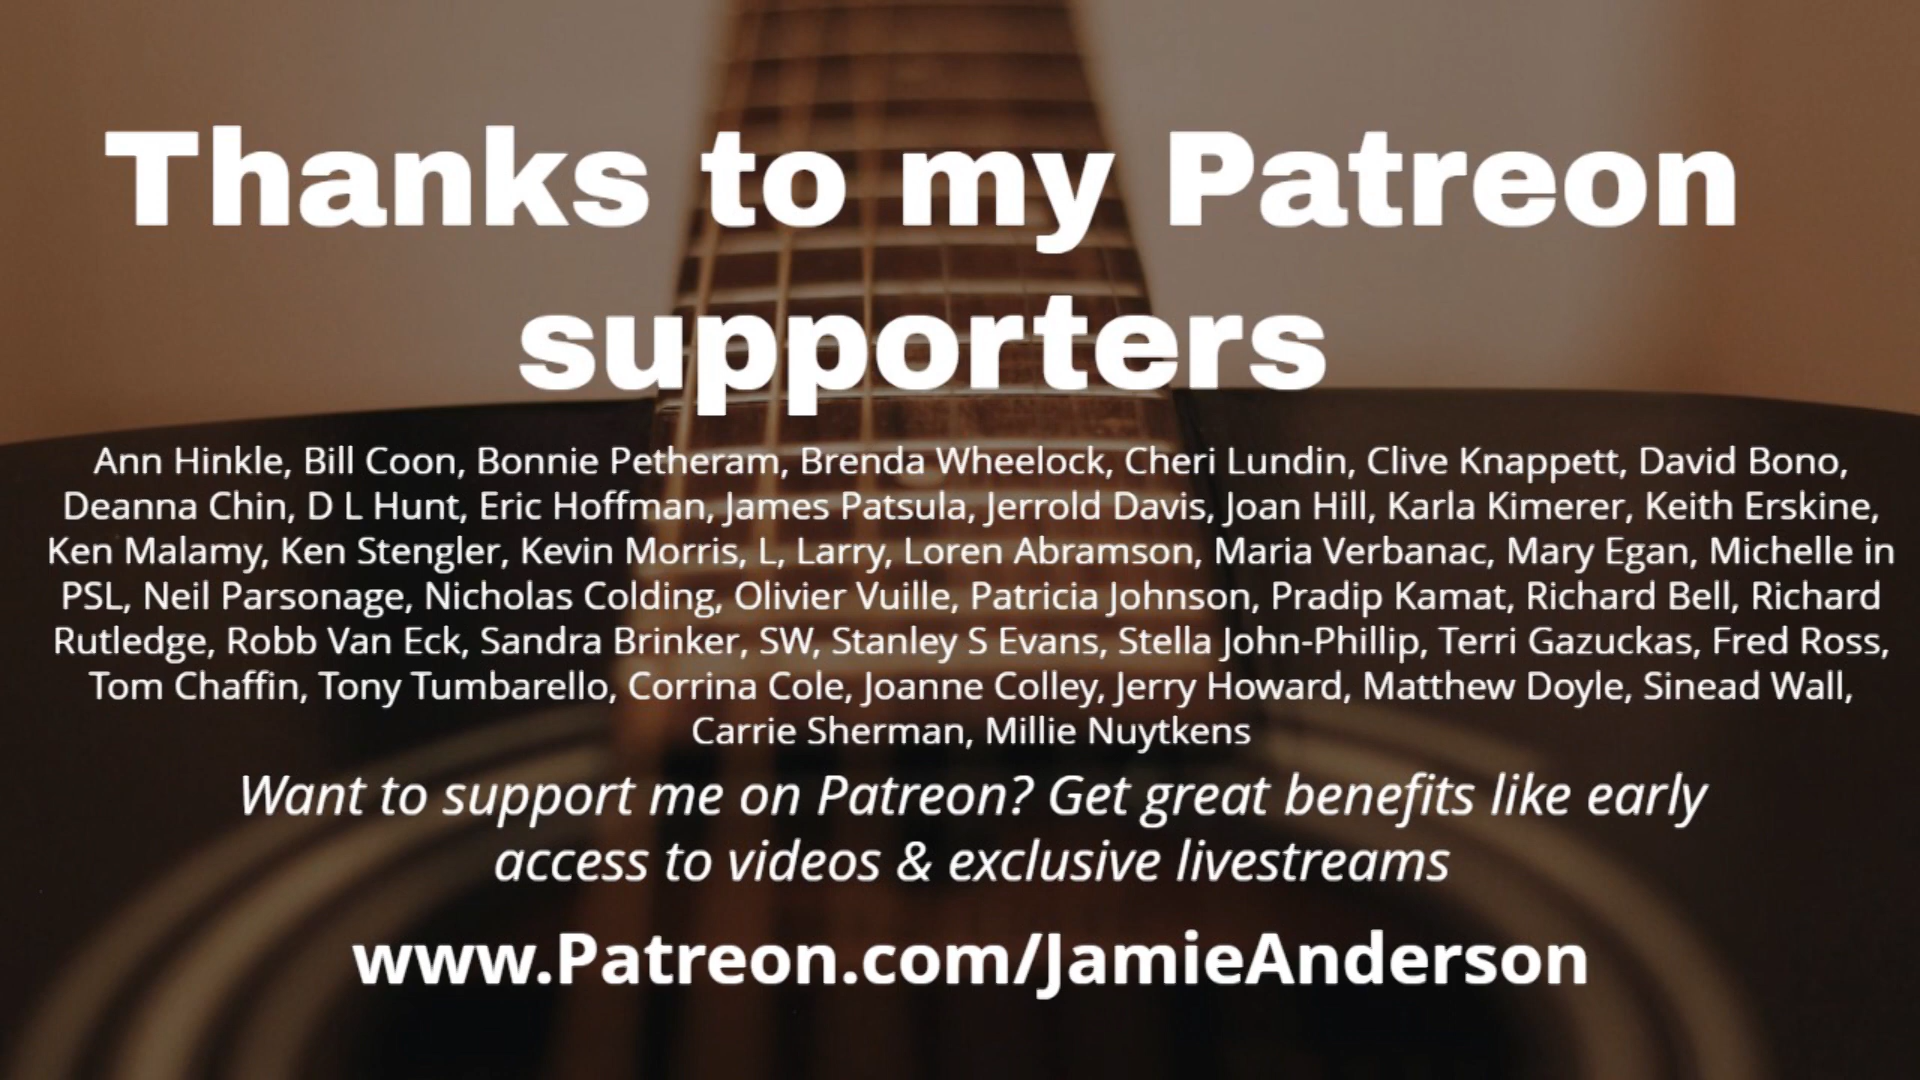 Thanks to my Patreon
supporters
Ann Hinkle, Bill Coon, Bonnie Petheram, Brenda Wheelock, Cheri Lundin, Clive Knappett, David Bono,
Deanna Chin, D L Hunt, Eric Hoffman, James Patsula, Jerrold Davis, Joan Hill, Karla Kimerer, Keith Erskine,
Ken Malamy, Ken Stengler, Kevin Morris, L, Larry, Loren Abramson, Maria Verbanac, Mary Egan, Michelle in
PSL, Neil Parsonage, Nicholas Colding, Olivier Vuille, Patricia Johnson, Pradip Kamat, Richard Bell, Richard
Rutledge, Robb Van Eck, Sandra Brinker, SW, Stanley S Evans, Stella John-Phillip, Terri Gazuckas, Fred Ross,
Tom Chaffin, Tony Tumbarello, Corrina Cole, Joanne Colley, Jerry Howard, Matthew Doyle, Sinead Wall,
Carrie Sherman, Millie Nuytkens
Want to support me on Patreon? Get great benefits like early
access to videos & exclusive livestreams
www.Patreon.com/JamieAnderson